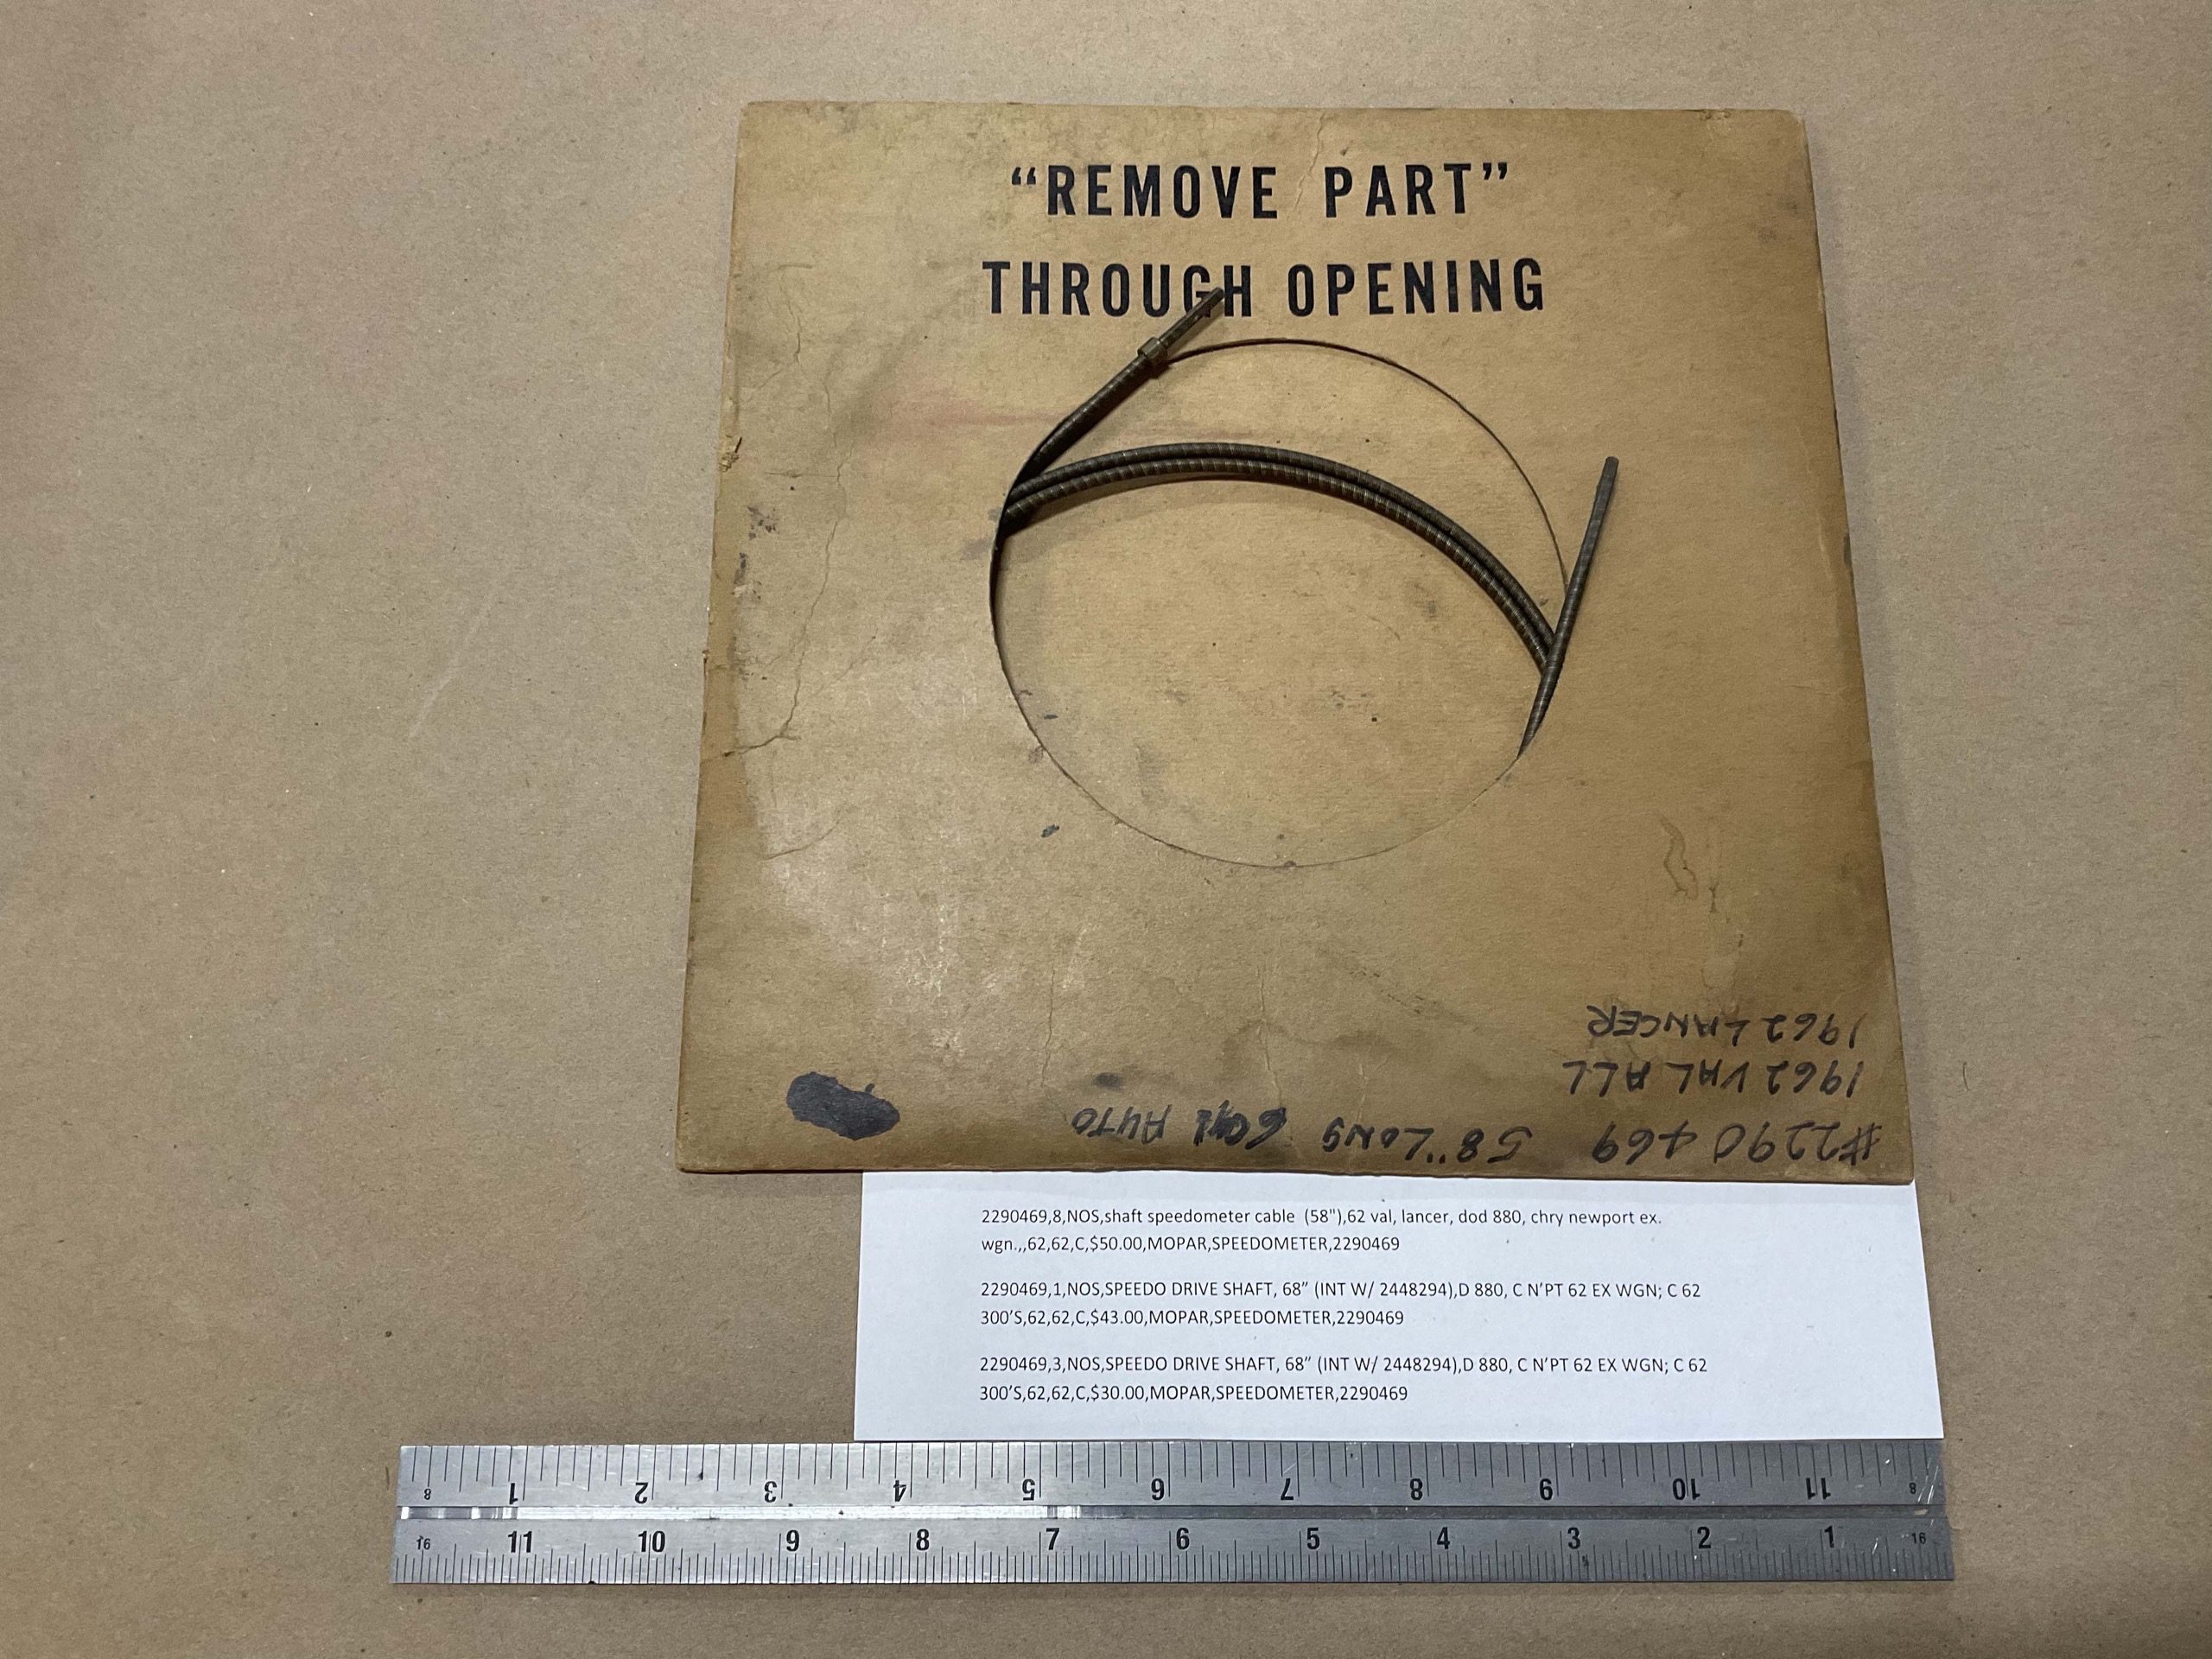 “REMOVE PART”
THROUGH OPENING
#2290469 58" LONG 6 CYL AUTO
1962 VAL ALL
1962 LANCER
2290469,8,NOS,shaft speedometer cable (58"),62 val, lancer, dod 880, chry newport ex.
wgn.,,62,62,C,$50.00,MOPAR,SPEEDOMETER,2290469
2290469,1,NOS,SPEEDO DRIVE SHAFT, 68” (INT W/ 2448294),D 880, C N’PT 62 EX WGN; C 62
300’S,62,62,C,$43.00,MOPAR,SPEEDOMETER,2290469
2290469,3,NOS,SPEEDO DRIVE SHAFT, 68” (INT W/ 2448294),D 880, C N’PT 62 EX WGN; C 62
300’S,62,62,C,$30.00,MOPAR,SPEEDOMETER,2290469
8 1 2 3 4 5 6 7 8 9 10 11 8
16 11 10 9 8 7 6 5 4 3 2 1 16